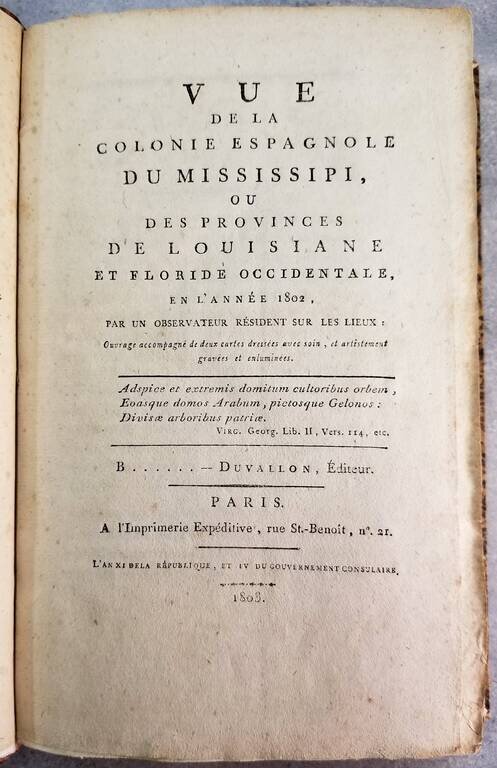 VUE
DE LA
COLONIE ESPAGNOLE
DU MISSISSIPI,
OU
DES PROVINCES
DE LOUISIANE
ET FLORIDE OCCIDENTALE,
EN L'ANNÉE 1802,
PAR UN OBSERVATEUR RÉSIDENT SUR LES LIEUX :
Ouvrage accompagné de deux cartes dressées avec soin, et artistement
gravées et enluminées.
Adspice et extremis domitum cultoribus orbem,
Eoasque domos Arabum, pictosque Gelonos :
Divisæ arboribus patriæ.
VIRG. Georg. Lib. II, Vers. 114, etc.
B...... — DUVALLON, Éditeur.
PARIS.
A l'Imprimerie Expéditive, rue St.-Benoît, n°. 21.
L'AN XI DE LA RÉPUBLIQUE, ET IV DU GOUVERNEMENT CONSULAIRE.
1803.